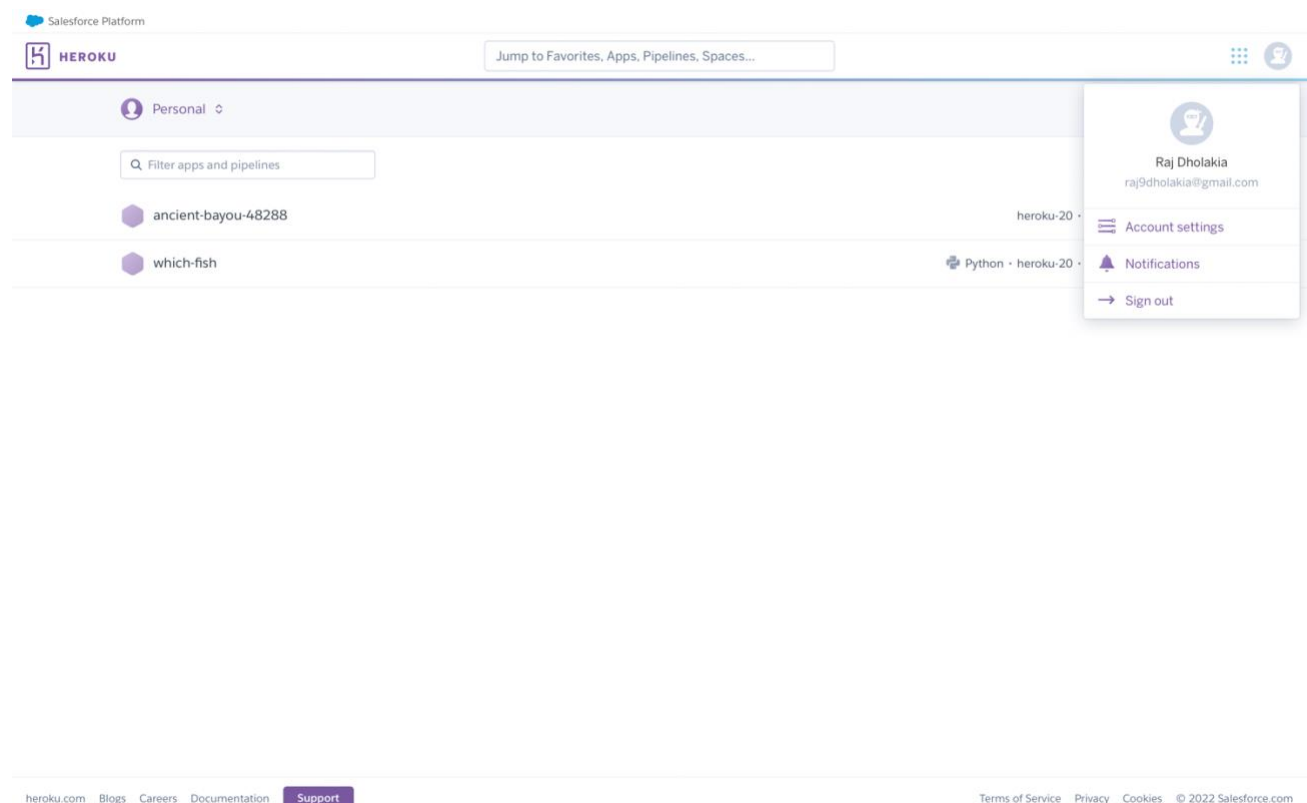 Salesforce Platform
HEROKU
Jump to Favorites, Apps, Pipelines, Spaces...
Personal
Raj Dholakia
raj9dholakia@gmail.com
Filter apps and pipelines
ancient-bayou-48288
heroku-20 ·
Account settings
which-fish
Python · heroku-20 ·
Notifications
Sign out
heroku.com Blogs Careers Documentation Support
Terms of Service Privacy Cookies © 2022 Salesforce.com